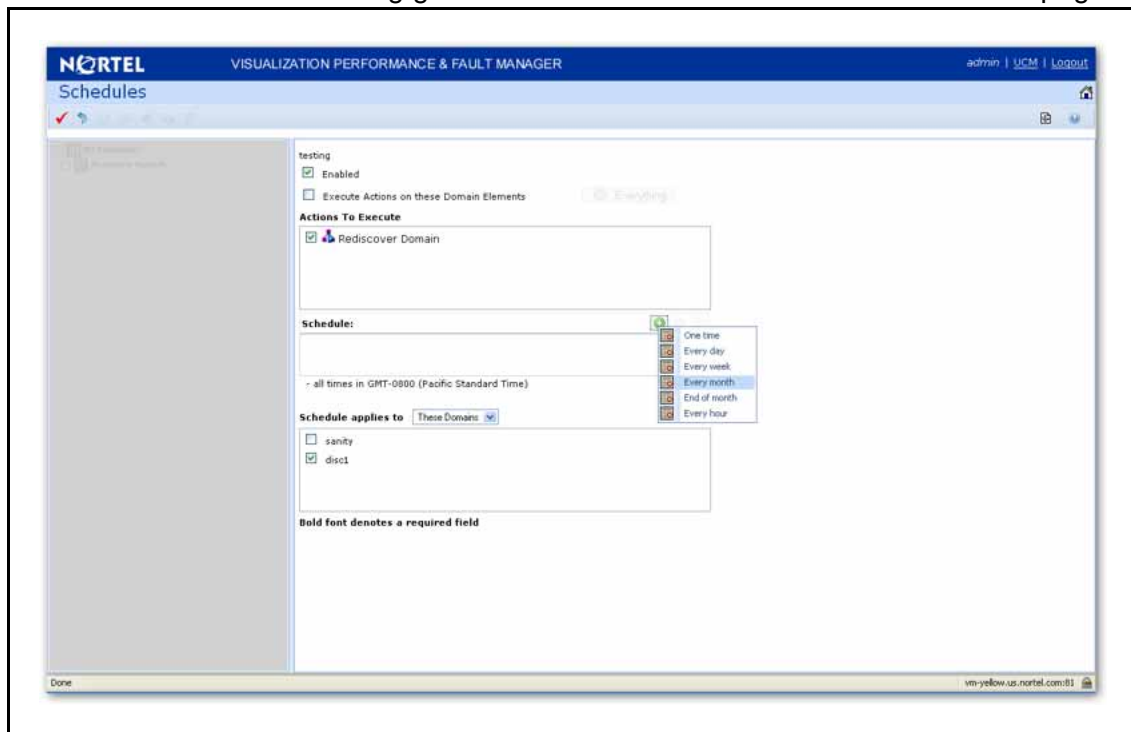 NORTEL VISUALIZATION PERFORMANCE & FAULT MANAGER admin | UCM | Logout
Schedules
testing
Enabled
Execute Actions on these Domain Elements Everything
Actions To Execute
Rediscover Domain
Schedule:
One time
Every day
Every week
- all times in GMT-0800 (Pacific Standard Time) Every month
End of month
Schedule applies to These Domains Every hour
sanity
disc1
Bold font denotes a required field
Done vm-yellow.us.nortel.com:81